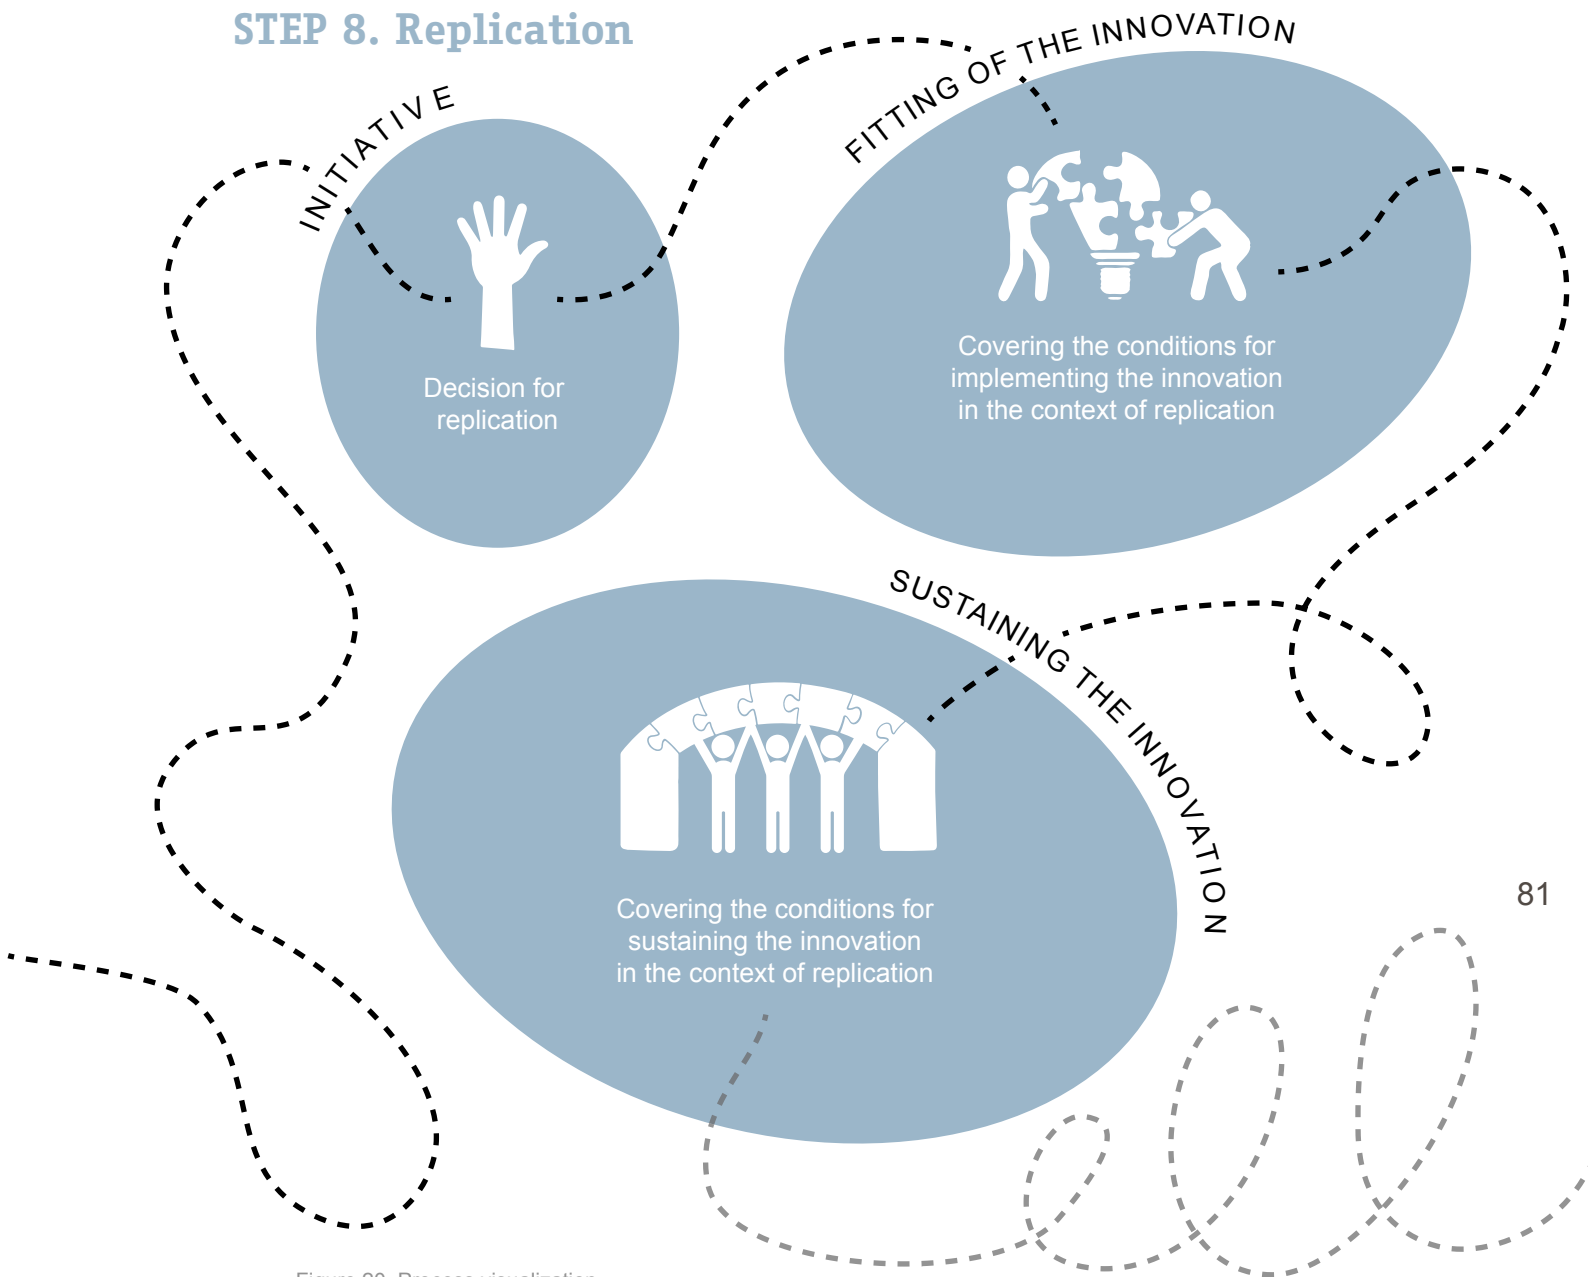 STEP 8. Replication
INITIATIVE
Decision for
replication
FITTING OF THE INNOVATION
Covering the conditions for
implementing the innovation
in the context of replication
SUSTAINING THE INNOVATION
Covering the conditions for
sustaining the innovation
in the context of replication
81
Process visualization